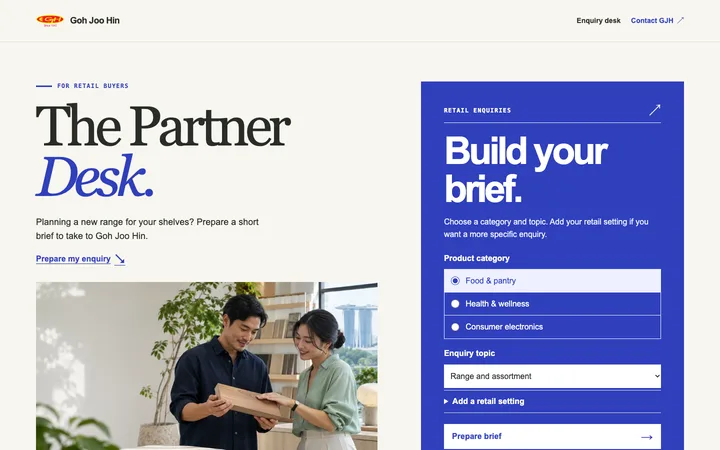 GJH
Goh Joo Hin
Enquiry desk
Contact GJH
FOR RETAIL BUYERS
The Partner
Desk.
Planning a new range for your shelves? Prepare a short
brief to take to Goh Joo Hin.
Prepare my enquiry
RETAIL ENQUIRIES
Build your
brief.
Choose a category and topic. Add your retail setting if you
want a more specific enquiry.
Product category
Food & pantry
Health & wellness
Consumer electronics
Enquiry topic
Range and assortment
Add a retail setting
Prepare brief